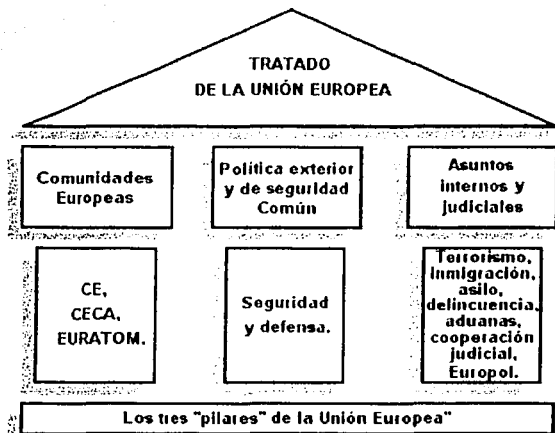 TRATADO
DE LA UNIÓN EUROPEA
Comunidades
Europeas
Política exterior
y de seguridad
Común
Asuntos
internos y
judiciales
CE,
CECA,
EURATOM.
Seguridad
y defensa.
Terrorismo,
inmigración,
asilo,
delincuencia,
aduanas,
cooperación
judicial,
Europol.
Los tres "pilares" de la Unión Europea"